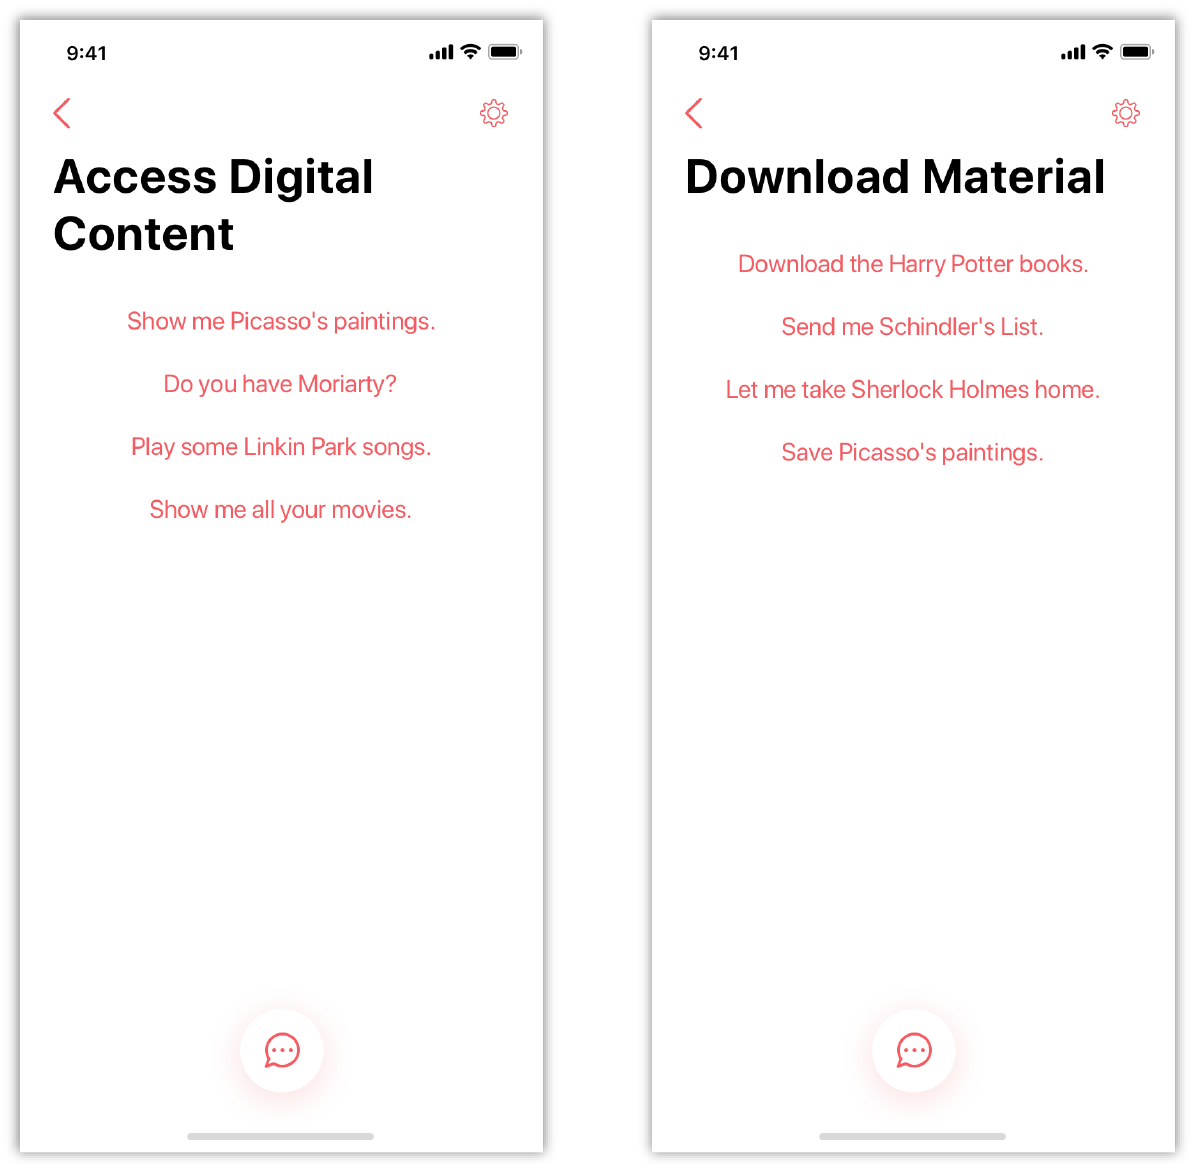 9:41
Access Digital
Content
Show me Picasso's paintings.
Do you have Moriarty?
Play some Linkin Park songs.
Show me all your movies.
9:41
Download Material
Download the Harry Potter books.
Send me Schindler's List.
Let me take Sherlock Holmes home.
Save Picasso's paintings.